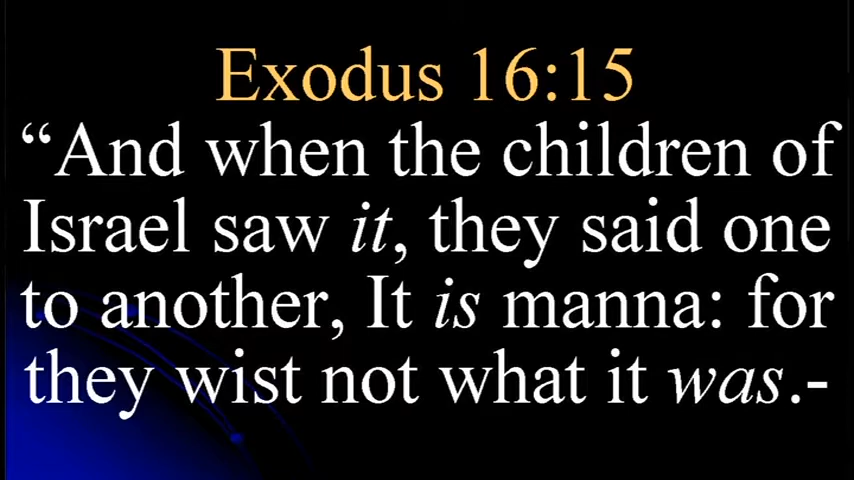 Exodus 16:15
“And when the children of
Israel saw it, they said one
to another, It is manna: for
they wist not what it was.-